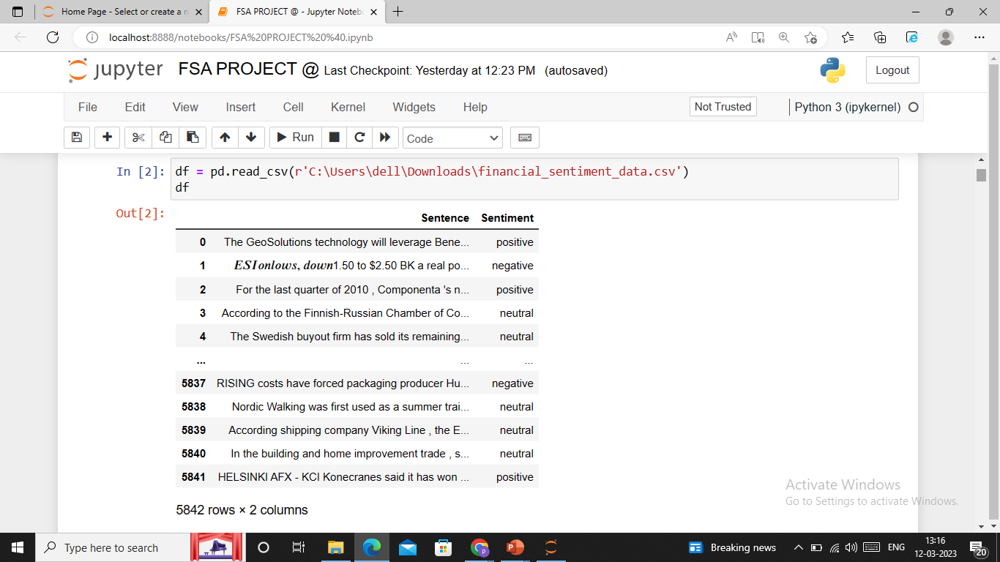 Home Page - Select or create a n
FSA PROJECT @ - Jupyter Noteb
localhost:8888/notebooks/FSA%20PROJECT%20%40.ipynb
jupyter FSA PROJECT @ Last Checkpoint: Yesterday at 12:23 PM (autosaved)
Logout
File Edit View Insert Cell Kernel Widgets Help
Not Trusted
Python 3 (ipykernel)
Run
Code
In [2]: df = pd.read_csv(r'C:\Users\dell\Downloads\financial_sentiment_data.csv')
df
Out[2]:
Sentence Sentiment
0 The GeoSolutions technology will leverage Bene... positive
1 ESIonlows, down1.50 to $2.50 BK a real po... negative
2 For the last quarter of 2010 , Componenta 's n... positive
3 According to the Finnish-Russian Chamber of Co... neutral
4 The Swedish buyout firm has sold its remaining... neutral
... ... ...
5837 RISING costs have forced packaging producer Hu... negative
5838 Nordic Walking was first used as a summer trai... neutral
5839 According shipping company Viking Line , the E... neutral
5840 In the building and home improvement trade , s... neutral
5841 HELSINKI AFX - KCI Konecranes said it has won ... positive
5842 rows × 2 columns
Activate Windows
Go to Settings to activate Windows.
Type here to search
Breaking news
ENG
13:16
12-03-2023
20